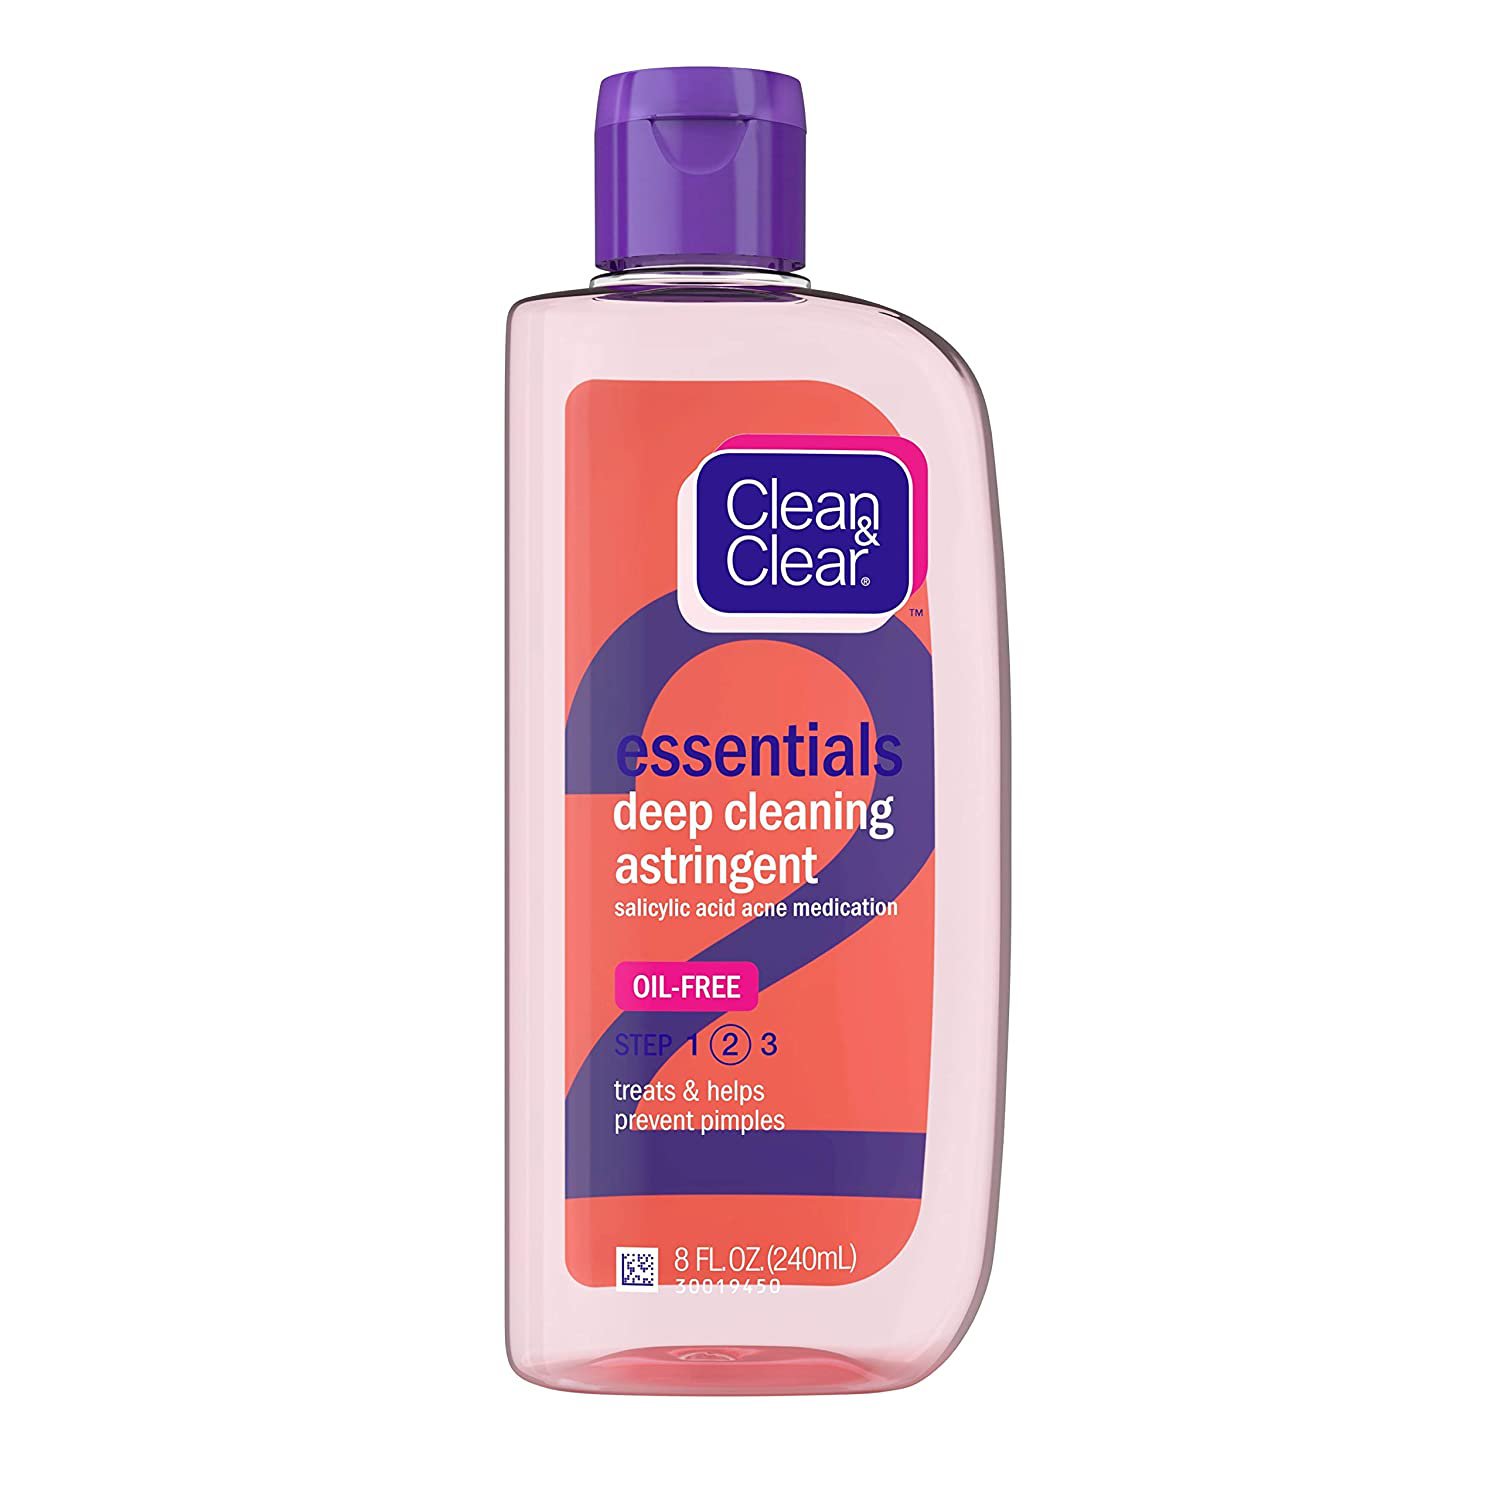 Clean
&
Clear®
™
essentials
deep cleaning
astringent
salicylic acid acne medication
OIL-FREE
STEP 1 2 3
treats & helps
prevent pimples
8 FL. OZ. (240mL)
30019450